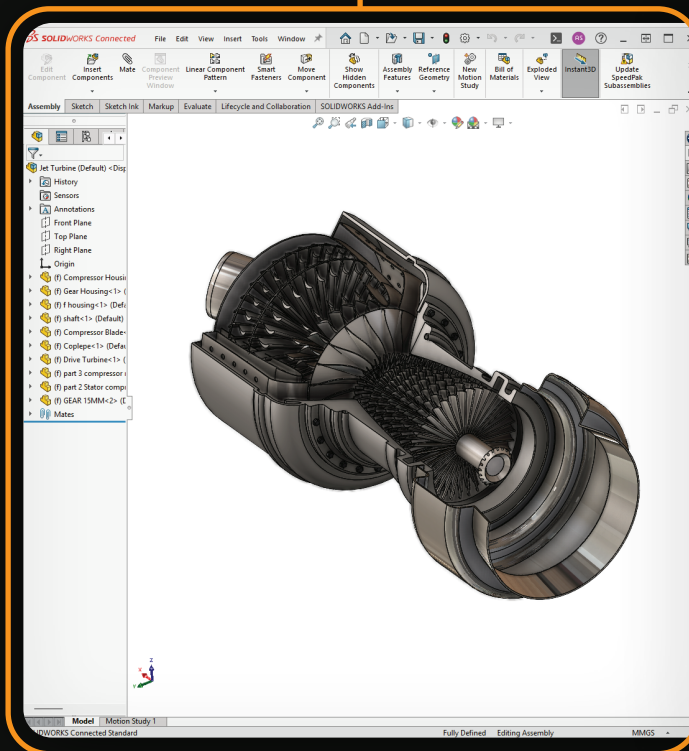 SOLIDWORKS Connected File Edit View Insert Tools Window AS
Edit Component
Insert Components
Mate
Component Preview Window
Linear Component Pattern
Smart Fasteners
Move Component
Show Hidden Components
Assembly Features
Reference Geometry
New Motion Study
Bill of Materials
Exploded View
Instant3D
Update SpeedPak Subassemblies
Assembly Sketch Sketch Ink Markup Evaluate Lifecycle and Collaboration SOLIDWORKS Add-Ins
Jet Turbine (Default) <Disp
History
Sensors
Annotations
Front Plane
Top Plane
Right Plane
Origin
(f) Compressor Housi
(f) Gear Housing<1> (
(f) f housing<1> (Defa
(f) shaft<1> (Default)
(f) Compressor Blade<
(f) Coplepe<1> (Defau
(f) Drive Turbine<1> (
(f) part 3 compressor
(f) part 2 Stator comp
(f) GEAR 15MM<2> (D
Mates
Z
X
Y
Model Motion Study 1
SOLIDWORKS Connected Standard Fully Defined Editing Assembly MMGS